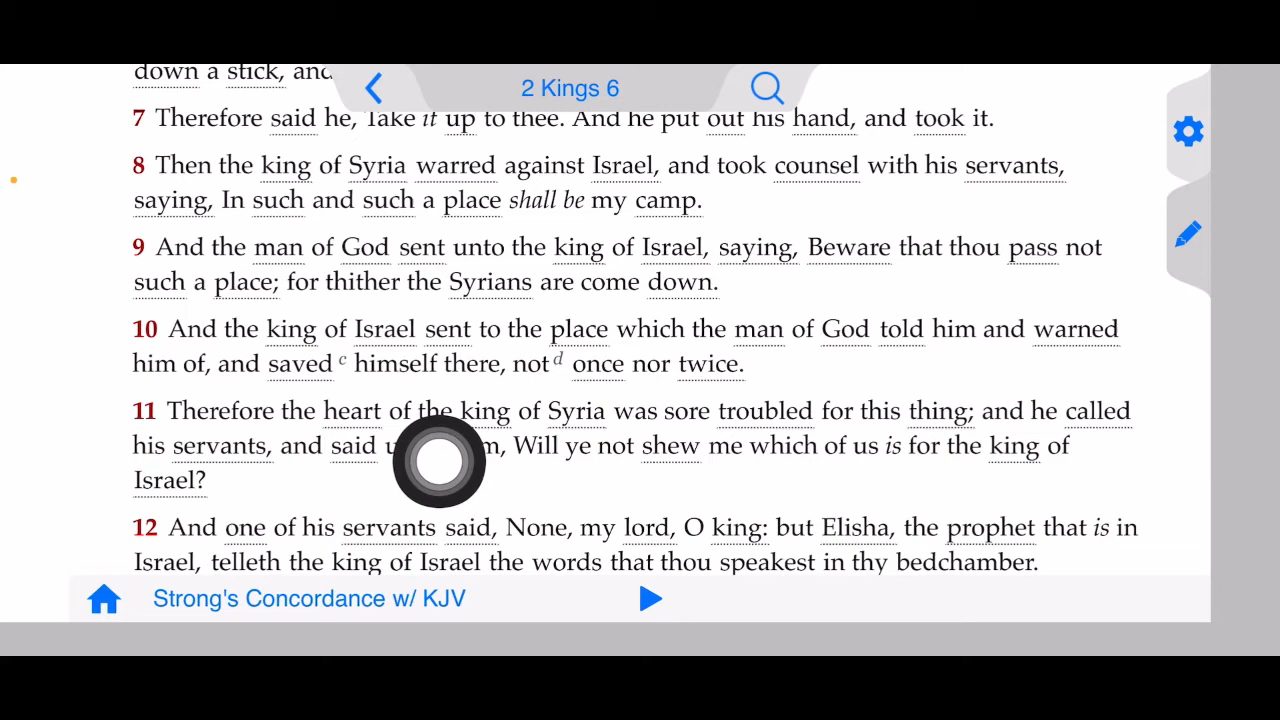 down a stick, and
2 Kings 6
7 Therefore said he, Take it up to thee. And he put out his hand, and took it.
8 Then the king of Syria warred against Israel, and took counsel with his servants,
saying, In such and such a place shall be my camp.
9 And the man of God sent unto the king of Israel, saying, Beware that thou pass not
such a place; for thither the Syrians are come down.
10 And the king of Israel sent to the place which the man of God told him and warned
him of, and saved c himself there, not d once nor twice.
11 Therefore the heart of the king of Syria was sore troubled for this thing; and he called
his servants, and said Will ye not shew me which of us is for the king of
Israel?
12 And one of his servants said, None, my lord, O king: but Elisha, the prophet that is in
Israel, telleth the king of Israel the words that thou speakest in thy bedchamber.
Strong's Concordance w/ KJV